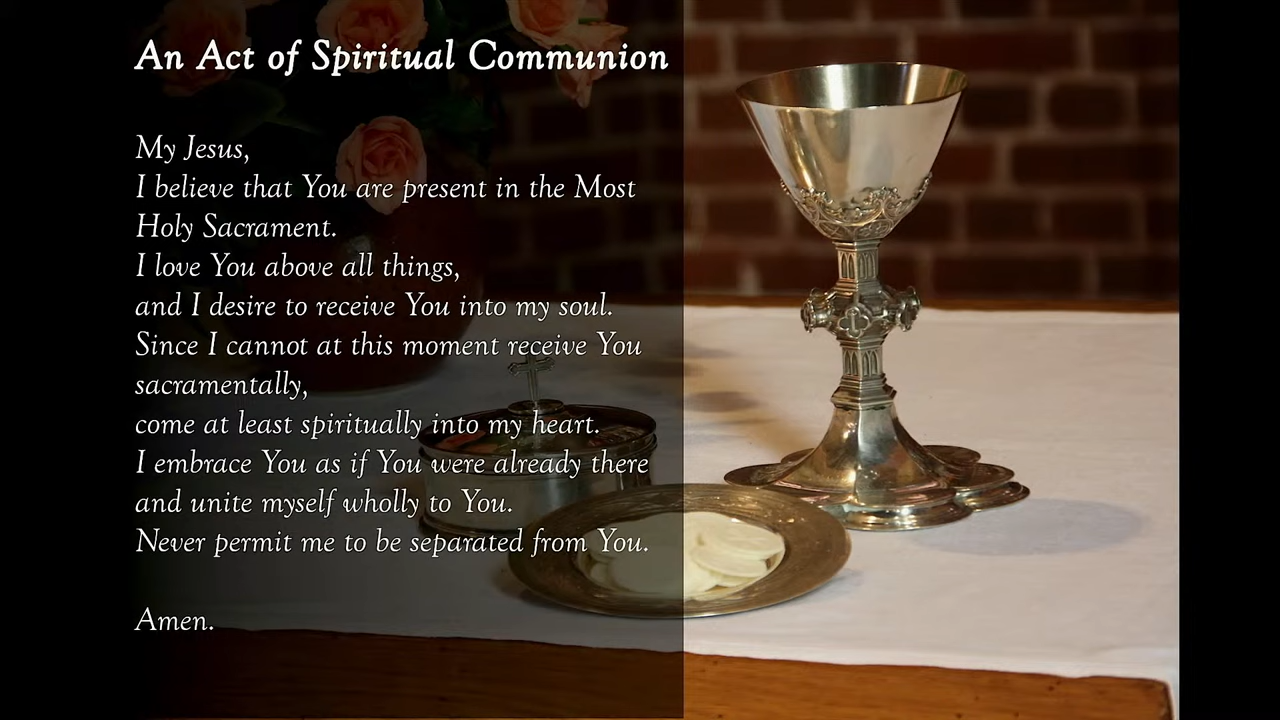 An Act of Spiritual Communion
My Jesus,
I believe that You are present in the Most
Holy Sacrament.
I love You above all things,
and I desire to receive You into my soul.
Since I cannot at this moment receive You
sacramentally,
come at least spiritually into my heart.
I embrace You as if You were already there
and unite myself wholly to You.
Never permit me to be separated from You.
Amen.